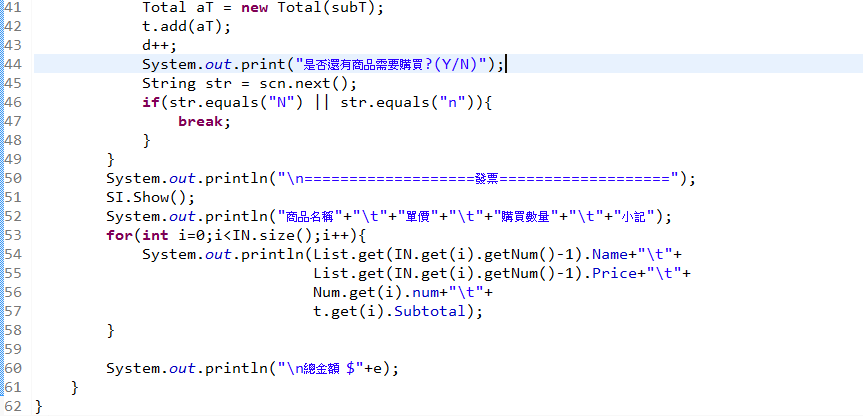 41 Total aT = new Total(subT);
42 t.add(aT);
43 d++;
44 System.out.print("是否還有商品需要購買?(Y/N)");
45 String str = scn.next();
46 if(str.equals("N") || str.equals("n")){
47 break;
48 }
49 }
50 System.out.println("\n===================發票===================");
51 SI.Show();
52 System.out.println("商品名稱"+"\t"+"單價"+"\t"+"購買數量"+"\t"+"小記");
53 for(int i=0;i<IN.size();i++){
54 System.out.println(List.get(IN.get(i).getNum()-1).Name+"\t"+
55 List.get(IN.get(i).getNum()-1).Price+"\t"+
56 Num.get(i).num+"\t"+
57 t.get(i).Subtotal);
58 }
59
60 System.out.println("\n總金額 $"+e);
61 }
62 }